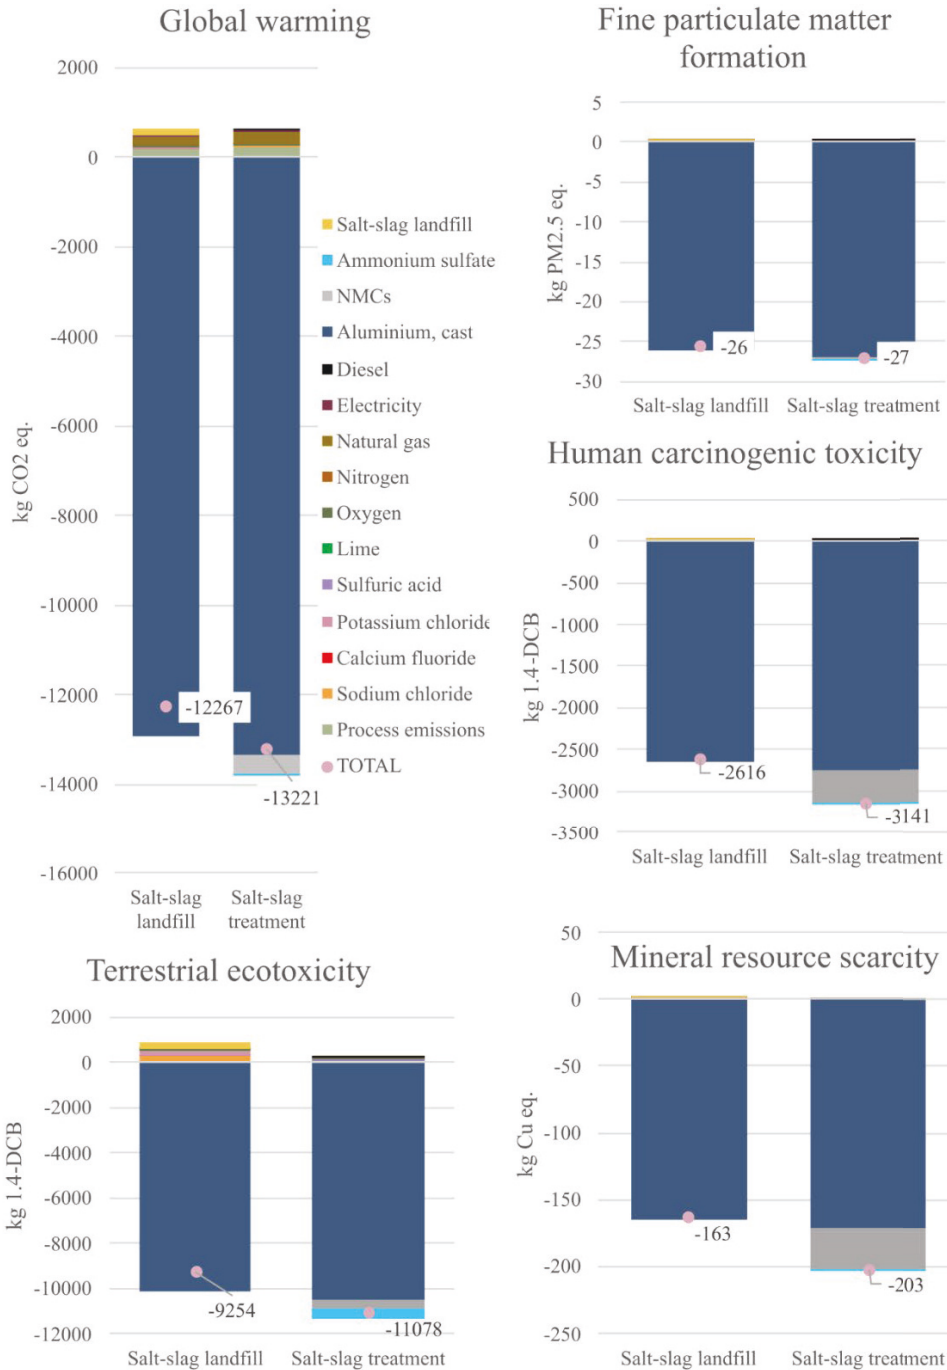 Global warming
2000
0
-2000
-4000
-6000
-8000
-10000
-12000
-14000
-16000
kg CO2 eq.
-12267
-13221
Salt-slag
landfill
Salt-slag
treatment
Salt-slag landfill
Ammonium sulfate
NMCs
Aluminium, cast
Diesel
Electricity
Natural gas
Nitrogen
Oxygen
Lime
Sulfuric acid
Potassium chloride
Calcium fluoride
Sodium chloride
Process emissions
TOTAL
Fine particulate matter
formation
5
0
-5
-10
-15
-20
-25
-30
kg PM2.5 eq.
-26
-27
Salt-slag landfill
Salt-slag treatment
Human carcinogenic toxicity
500
0
-500
-1000
-1500
-2000
-2500
-3000
-3500
kg 1.4-DCB
-2616
-3141
Salt-slag landfill
Salt-slag treatment
Terrestrial ecotoxicity
2000
0
-2000
-4000
-6000
-8000
-10000
-12000
kg 1.4-DCB
-9254
-11078
Salt-slag landfill
Salt-slag treatment
Mineral resource scarcity
50
0
-50
-100
-150
-200
-250
kg Cu eq.
-163
-203
Salt-slag landfill
Salt-slag treatment